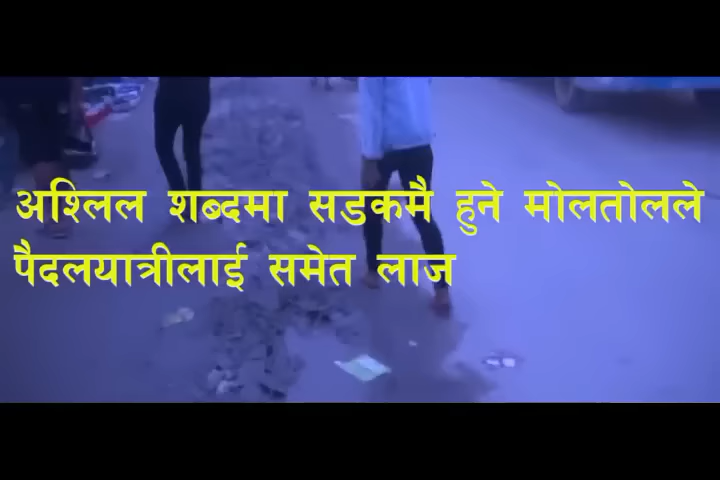 अश्लिल शब्दमा सडकमै हुने मोलतोलले
पैदलयात्रीलाई समेत लाज